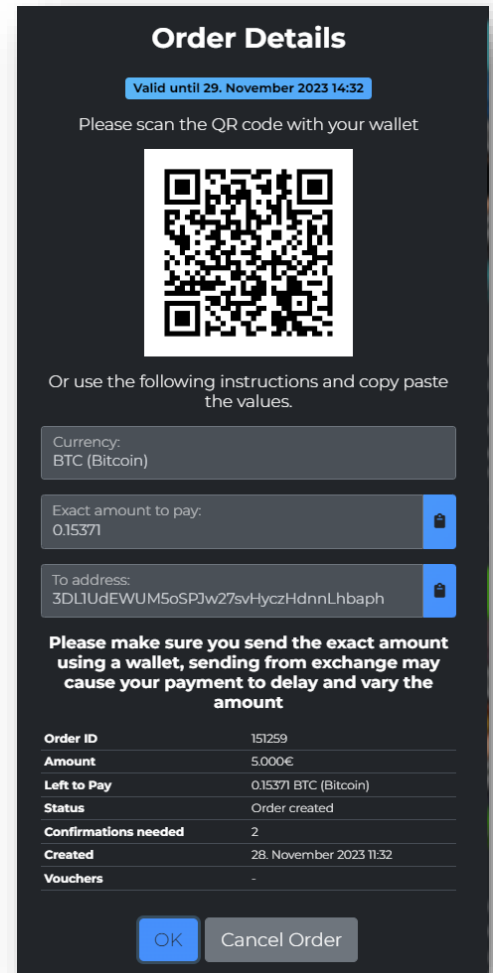 Order Details
Valid until 29. November 2023 14:32
Please scan the QR code with your wallet
Or use the following instructions and copy paste
the values.
Currency:
BTC (Bitcoin)
Exact amount to pay:
0.15371
To address:
3DL1UdEWUM5oSPJw27svHyczHdnnLhbaph
Please make sure you send the exact amount
using a wallet, sending from exchange may
cause your payment to delay and vary the
amount
Order ID 151259
Amount 5.000€
Left to Pay 0.15371 BTC (Bitcoin)
Status Order created
Confirmations needed 2
Created 28. November 2023 11:32
Vouchers -
OK Cancel Order